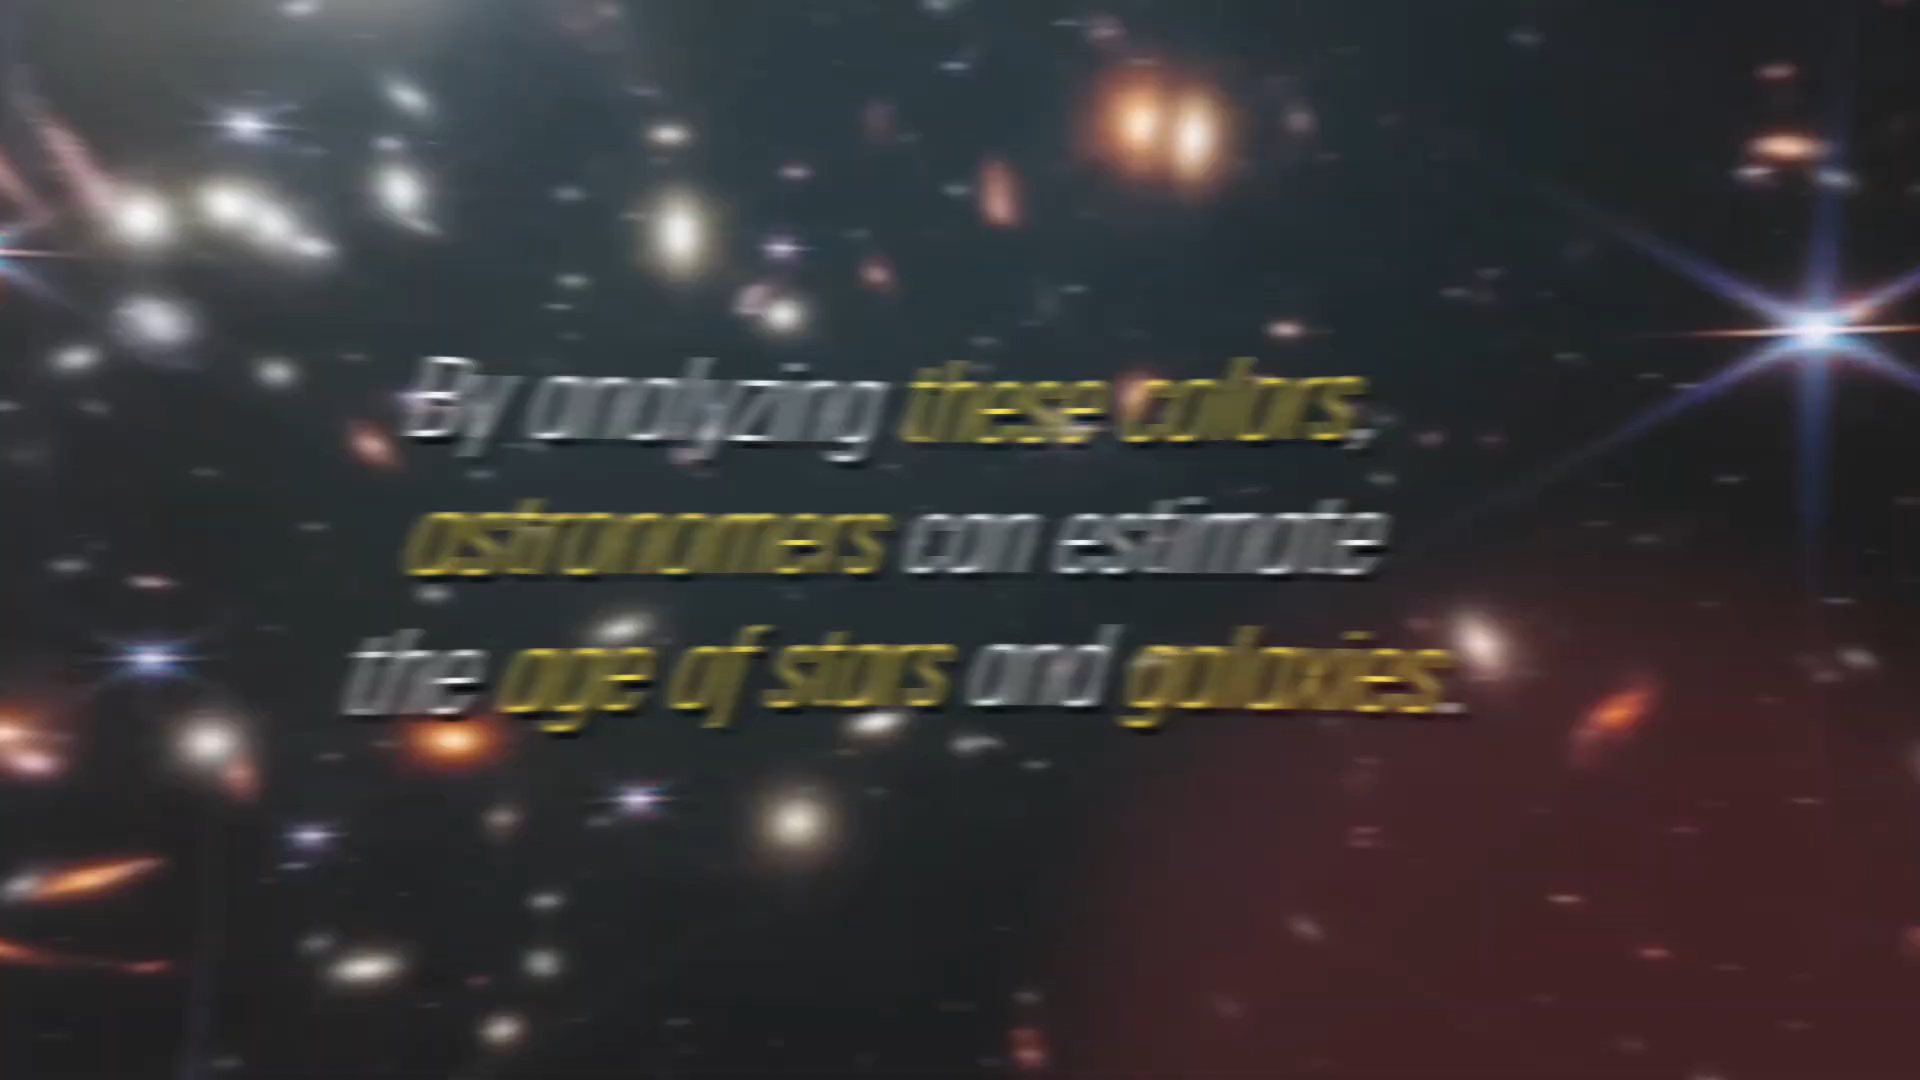 By analyzing these colors,
astronomers can estimate
the age of stars and galaxies.